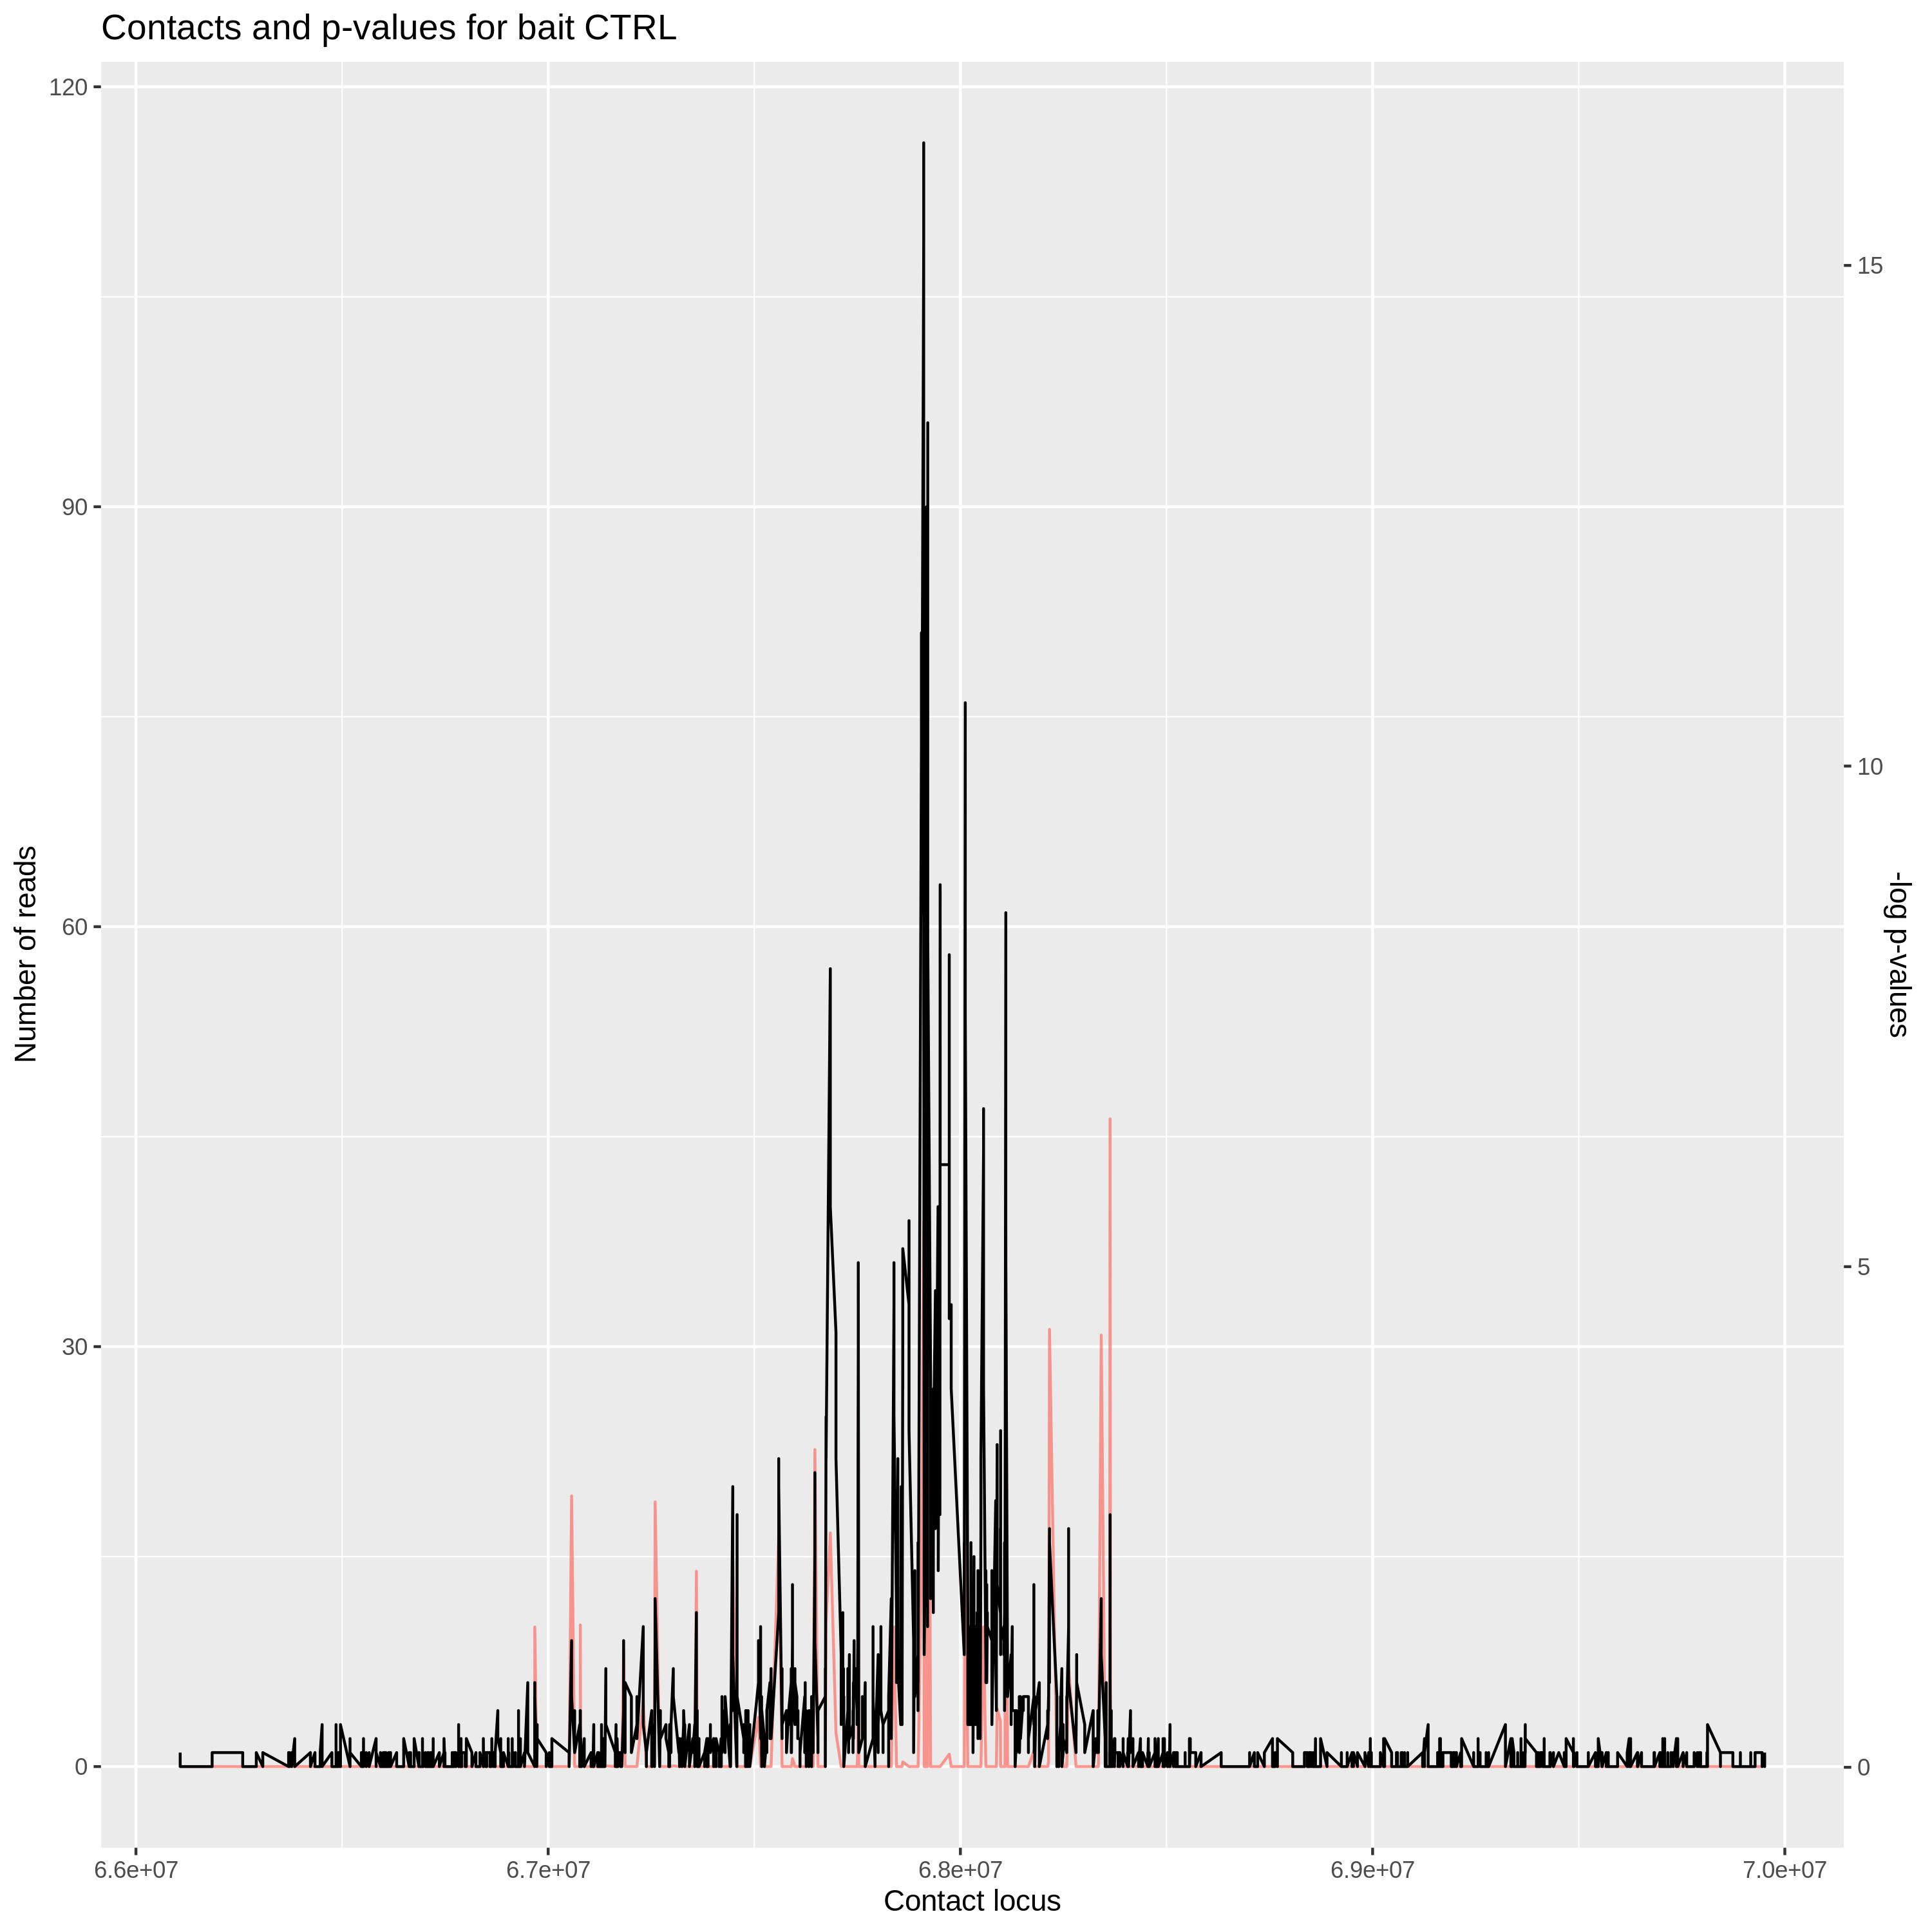 Contacts and p-values for bait CTRL
120
90
60
30
0
Number of reads
15
10
5
0
-log p-values
6.6e+07 6.7e+07 6.8e+07 6.9e+07 7.0e+07
Contact locus